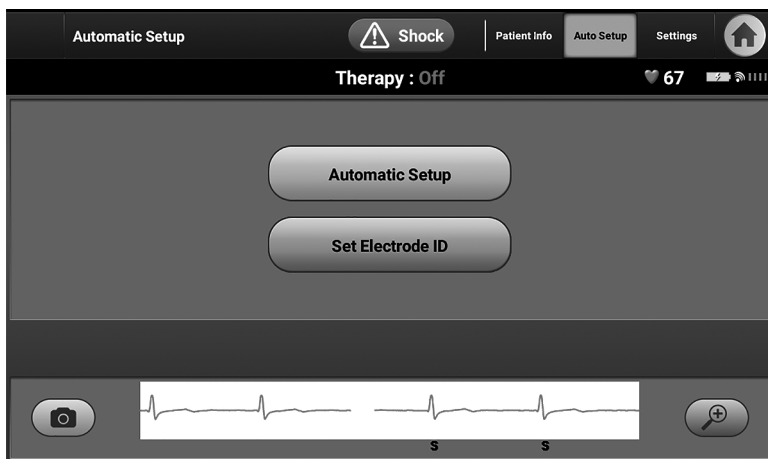 Automatic Setup
Shock
Patient Info
Auto Setup
Settings
Therapy : Off
67
Automatic Setup
Set Electrode ID
S S